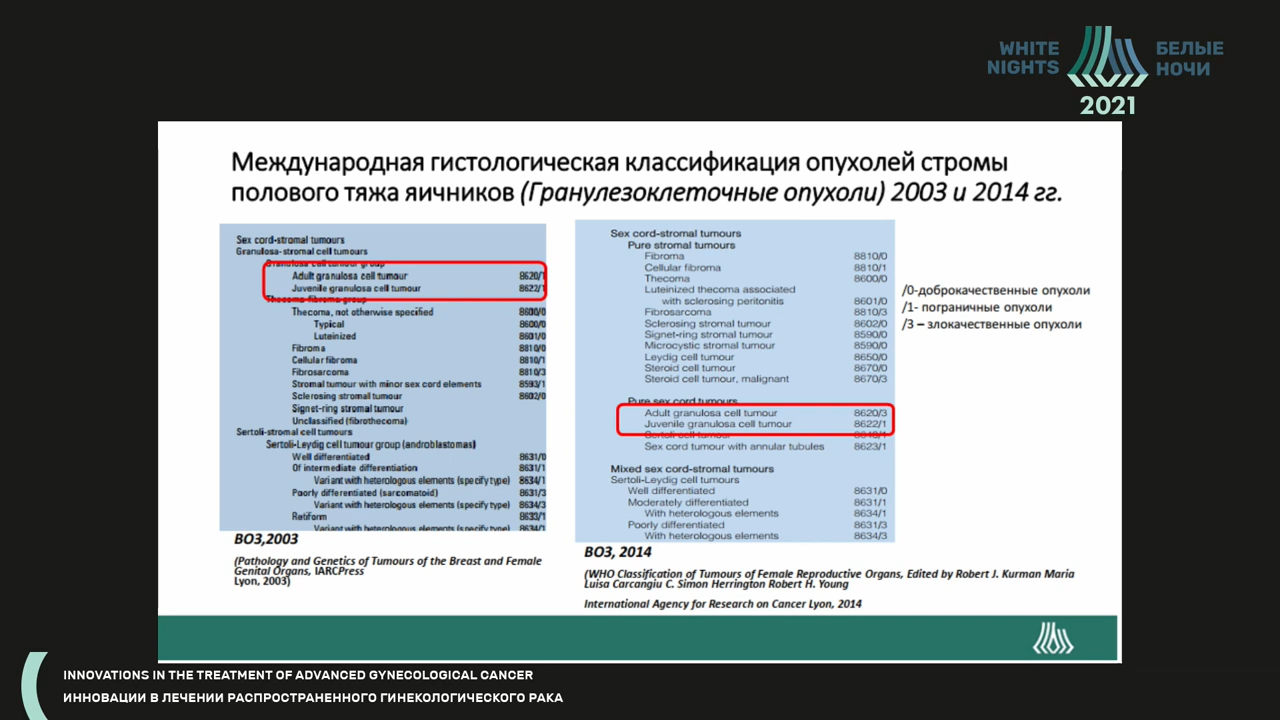 WHITE NIGHTS
БЕЛЫЕ НОЧИ
2021
Международная гистологическая классификация опухолей стромы
полового тяжа яичников (Гранулезоклеточные опухоли) 2003 и 2014 гг.
Sex cord-stromal tumours
Granulosa-stromal cell tumours
Granulosa cell tumour group
Adult granulosa cell tumour 8620/1
Juvenile granulosa cell tumour 8622/1
Thecoma-fibroma group
Thecoma, not otherwise specified 8600/0
Typical 8600/0
Luteinized 8601/0
Fibroma 8810/0
Cellular fibroma 8810/1
Fibrosarcoma 8810/3
Stromal tumour with minor sex cord elements 8593/1
Sclerosing stromal tumour 8602/0
Signet-ring stromal tumour
Unclassified (fibrothecoma)
Sertoli-stromal cell tumours
Sertoli-Leydig cell tumour group (androblastomas)
Well differentiated 8631/0
Of intermediate differentiation 8631/1
Variant with heterologous elements (specify type) 8634/1
Poorly differentiated (sarcomatoid) 8631/3
Variant with heterologous elements (specify type) 8634/3
Retiform 8633/1
Variant with heterologous elements (specify type) 8634/1
ВОЗ,2003
(Pathology and Genetics of Tumours of the Breast and Female
Genital Organs, IARCPress
Lyon, 2003)
Sex cord-stromal tumours
Pure stromal tumours
Fibroma 8810/0
Cellular fibroma 8810/1
Thecoma 8600/0
Luteinized thecoma associated
with sclerosing peritonitis 8601/0
Fibrosarcoma 8810/3
Sclerosing stromal tumour 8602/0
Signet-ring stromal tumour 8590/0
Microcystic stromal tumour 8590/0
Leydig cell tumour 8650/0
Steroid cell tumour 8670/0
Steroid cell tumour, malignant 8670/3
Pure sex cord tumours
Adult granulosa cell tumour 8620/3
Juvenile granulosa cell tumour 8622/1
Sertoli cell tumour 8640/1
Sex cord tumour with annular tubules 8623/1
Mixed sex cord-stromal tumours
Sertoli-Leydig cell tumours
Well differentiated 8631/0
Moderately differentiated 8631/1
With heterologous elements 8634/1
Poorly differentiated 8631/3
With heterologous elements 8634/3
ВОЗ, 2014
(WHO Classification of Tumours of Female Reproductive Organs, Edited by Robert J. Kurman Maria
Luisa Carcangiu C. Simon Herrington Robert H. Young
International Agency for Research on Cancer Lyon, 2014
/0-доброкачественные опухоли
/1- пограничные опухоли
/3 – злокачественные опухоли
INNOVATIONS IN THE TREATMENT OF ADVANCED GYNECOLOGICAL CANCER
ИННОВАЦИИ В ЛЕЧЕНИИ РАСПРОСТРАНЕННОГО ГИНЕКОЛОГИЧЕСКОГО РАКА